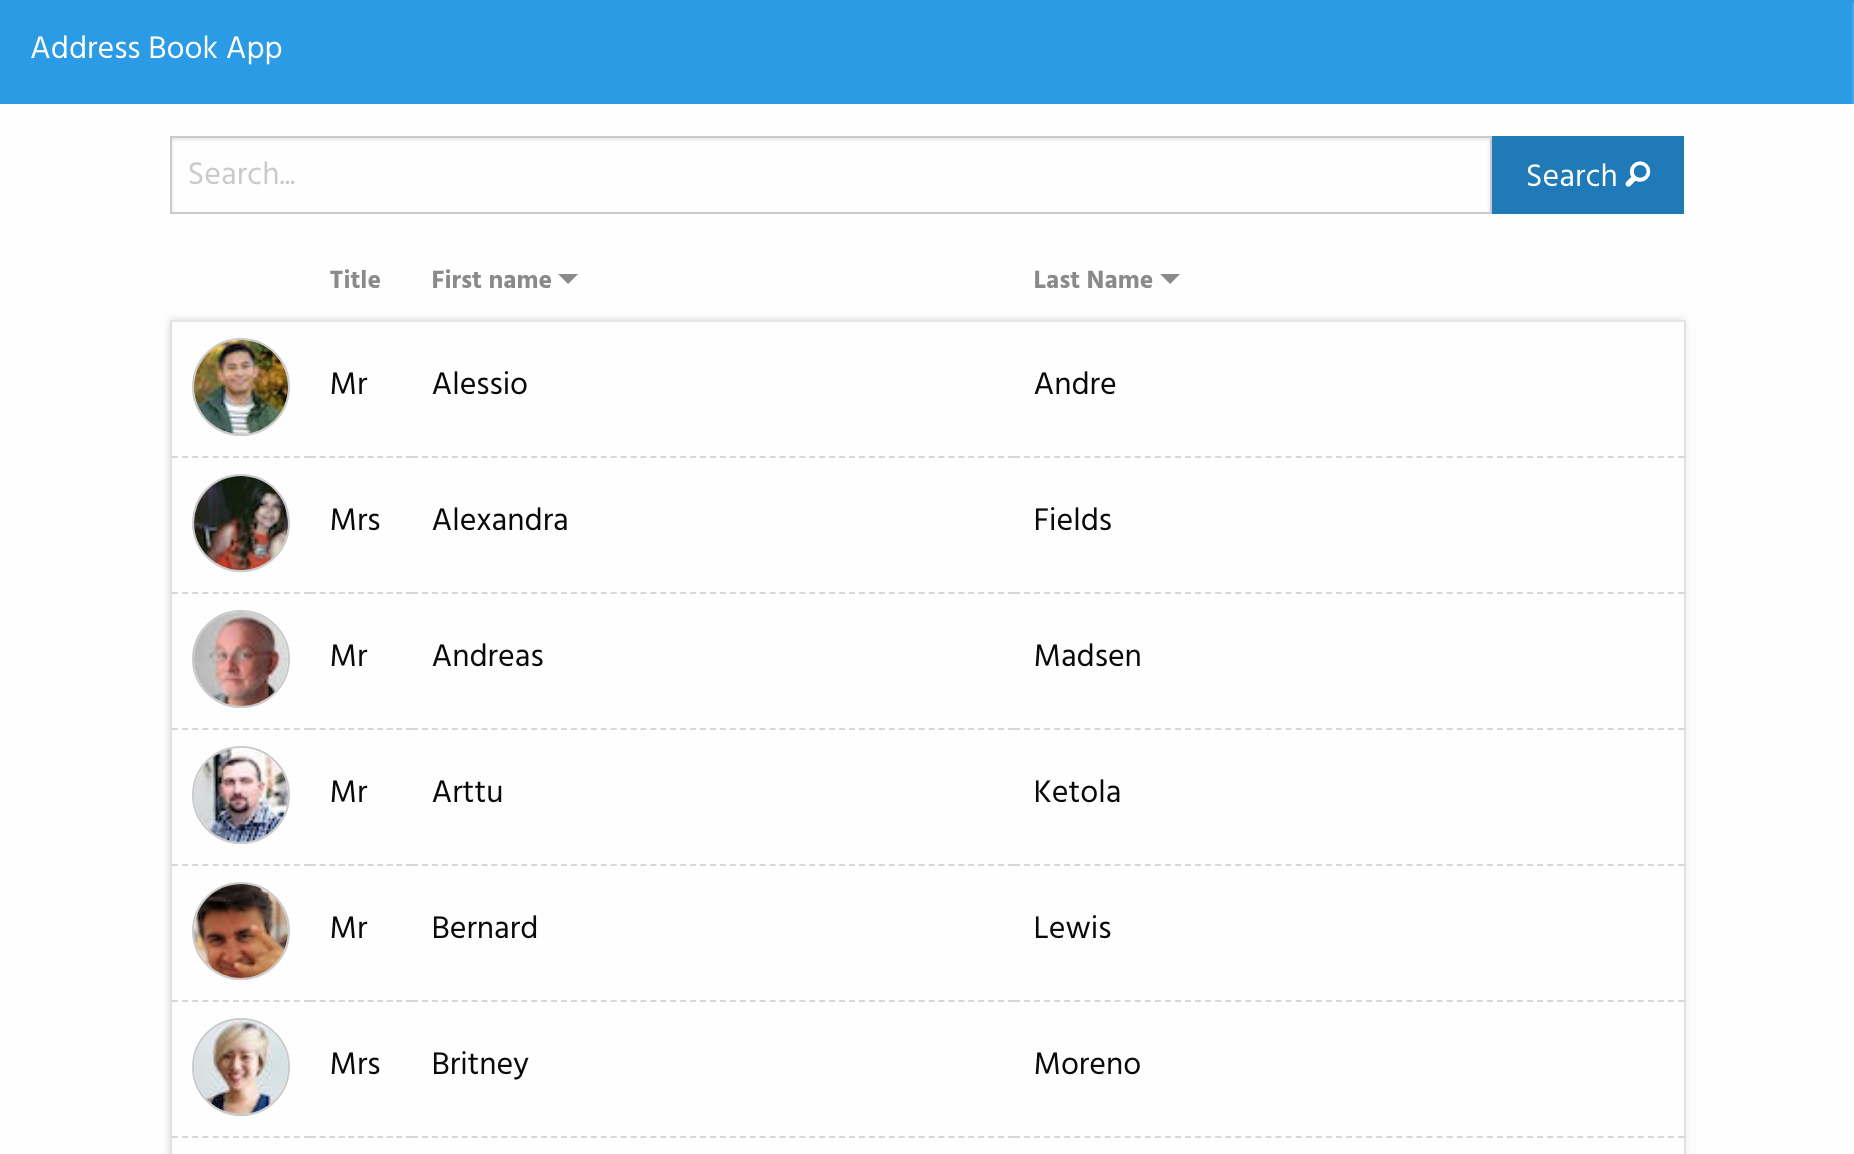 Address Book App
Search...
Search
Title First name Last Name
Mr Alessio Andre
Mrs Alexandra Fields
Mr Andreas Madsen
Mr Arttu Ketola
Mr Bernard Lewis
Mrs Britney Moreno